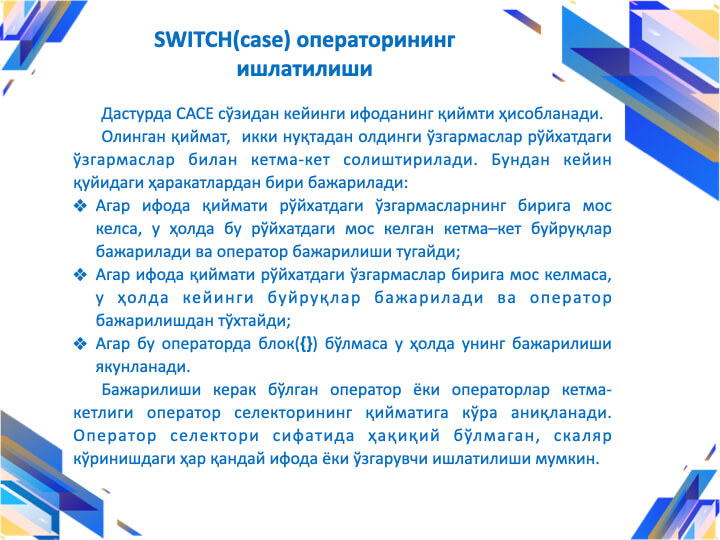 SWITCH(case) операторининг
ишлатилиши
Дастурда CACE сўзидан кейинги ифоданинг қиймти ҳисобланади.
Олинган қиймат, икки нуқтадан олдинги ўзгармаслар рўйхатдаги
ўзгармаслар билан кетма-кет солиштирилади. Бундан кейин
қуйидаги ҳаракатлардан бири бажарилади:
❖ Агар ифода қиймати рўйхатдаги ўзгармасларнинг бирига мос
келса, у ҳолда бу рўйхатдаги мос келган кетма–кет буйруқлар
бажарилади ва оператор бажарилиши тугайди;
❖ Агар ифода қиймати рўйхатдаги ўзгармаслар бирига мос келмаса,
у ҳолда кейинги буйруқлар бажарилади ва оператор
бажарилишдан тўхтайди;
❖ Агар бу операторда блок({}) бўлмаса у ҳолда унинг бажарилиши
якунланади.
Бажарилиши керак бўлган оператор ёки операторлар кетма-
кетлиги оператор селекторининг қийматига кўра аниқланади.
Оператор селектори сифатида ҳақиқий бўлмаган, скаляр
кўринишдаги ҳар қандай ифода ёки ўзгарувчи ишлатилиши мумкин.